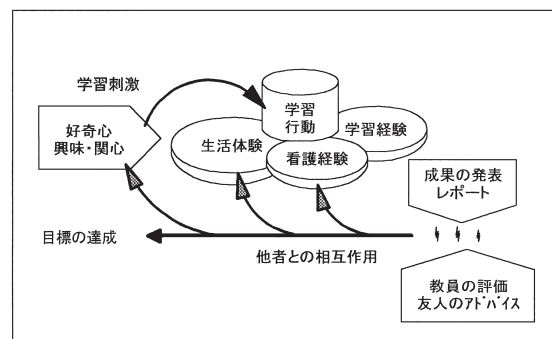 学習刺激
学習
行動
好奇心
興味・関心
生活体験
学習経験
看護経験
成果の発表
レポート
目標の達成
他者との相互作用
教員の評価
友人のアドバイス